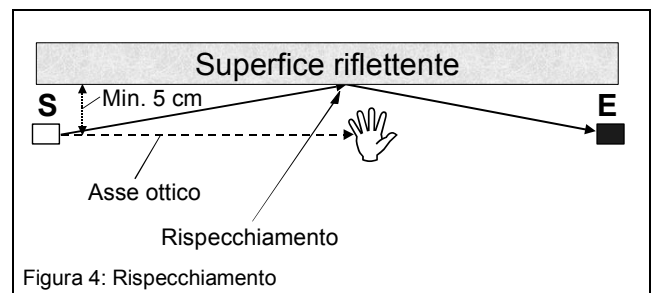 Superfice riflettente
S
Min. 5 cm
E
Asse ottico
Rispecchiamento
Figura 4: Rispecchiamento